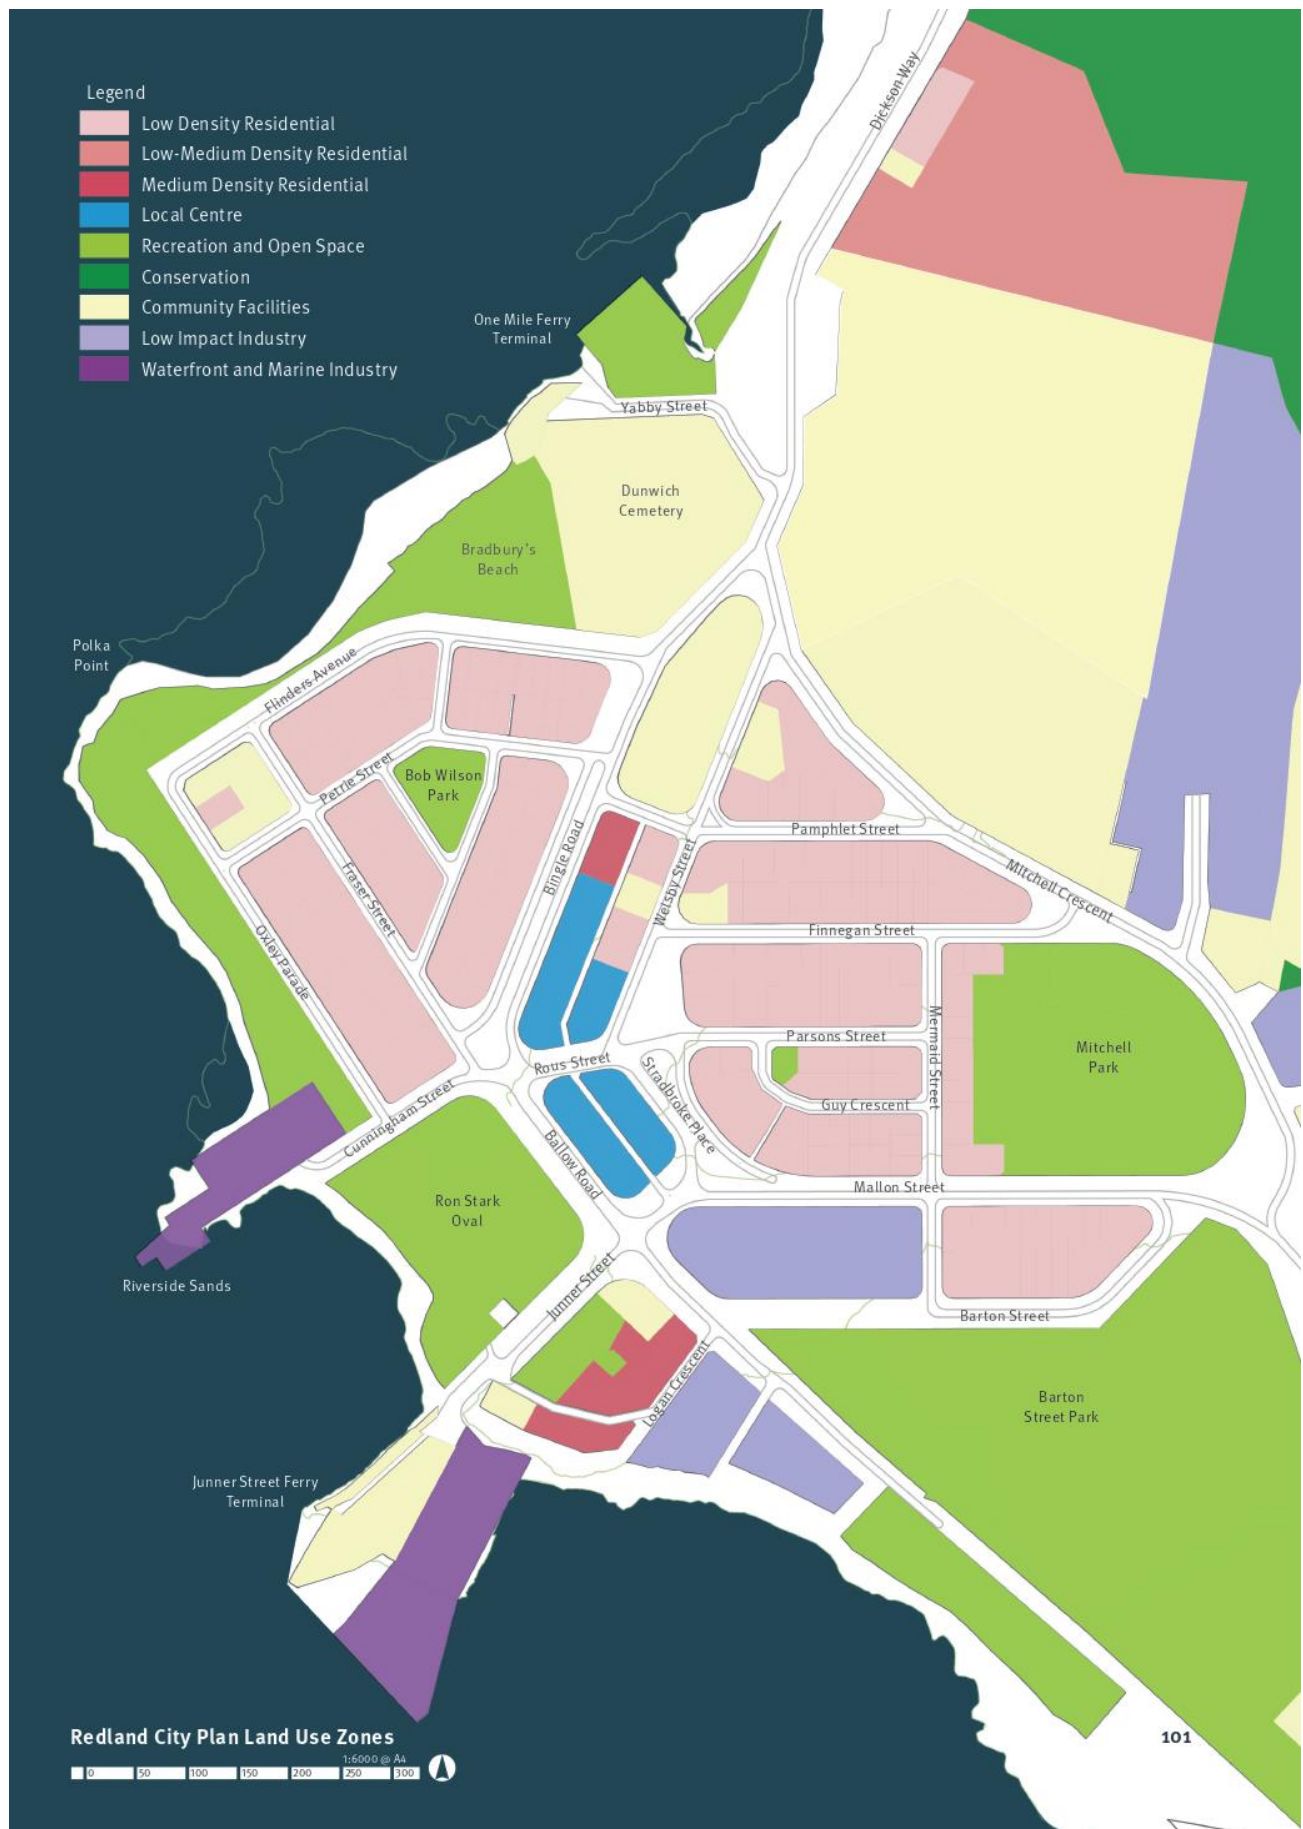 Legend
Low Density Residential
Low-Medium Density Residential
Medium Density Residential
Local Centre
Recreation and Open Space
Conservation
Community Facilities
Low Impact Industry
Waterfront and Marine Industry
Dickson Way
One Mile Ferry
Terminal
Yabby Street
Dunwich
Cemetery
Bradbury's
Beach
Polka
Point
Flinders Avenue
Petrie Street
Bob Wilson
Park
Fraser Street
Oxley Parade
Bingle Road
Welsby Street
Pamphlet Street
Mitchell Crescent
Finnegan Street
Mermaid Street
Parsons Street
Mitchell
Park
Rous Street
Stradbroke Place
Guy Crescent
Cunningham Street
Ballow Road
Mallon Street
Ron Stark
Oval
Riverside Sands
Junner Street
Barton Street
Logan Crescent
Barton
Street Park
Junner Street Ferry
Terminal
Redland City Plan Land Use Zones
1:6000 @ A4
0 50 100 150 200 250 300
101